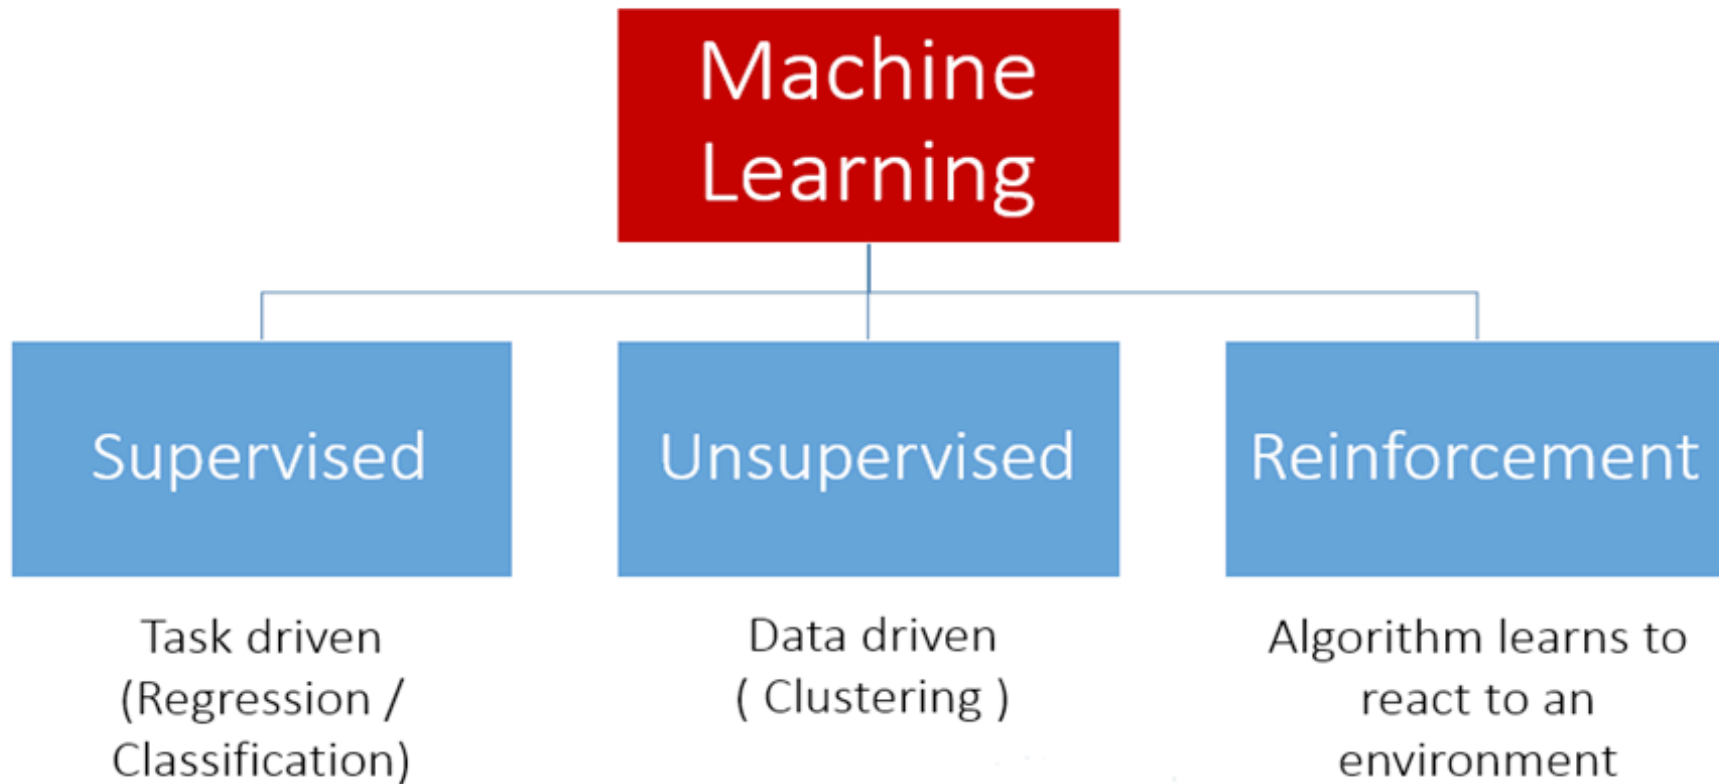 Machine
Learning
Supervised
Unsupervised
Reinforcement
Task driven
(Regression /
Classification)
Data driven
( Clustering )
Algorithm learns to
react to an
environment